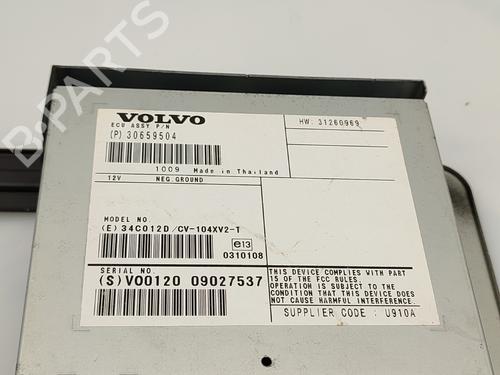 B-PARTS
VOLVO
ECU ASSY P/N
(P) 30659504
HW: 31260969
1009 Made in Thailand
12V NEG.GROUND
MODEL NO.
(E) 34C012D/CV-104XV2-T
e13
0310108
SERIAL NO.
(S)VO0120 09027537
THIS DEVICE COMPLIES WITH PART
15 OF THE FCC RULES.
OPERATION IS SUBJECT TO THE
CONDITION THAT THIS DEVICE DOES
NOT CAUSE HARMFUL INTERFERENCE.
SUPPLIER CODE : U910A